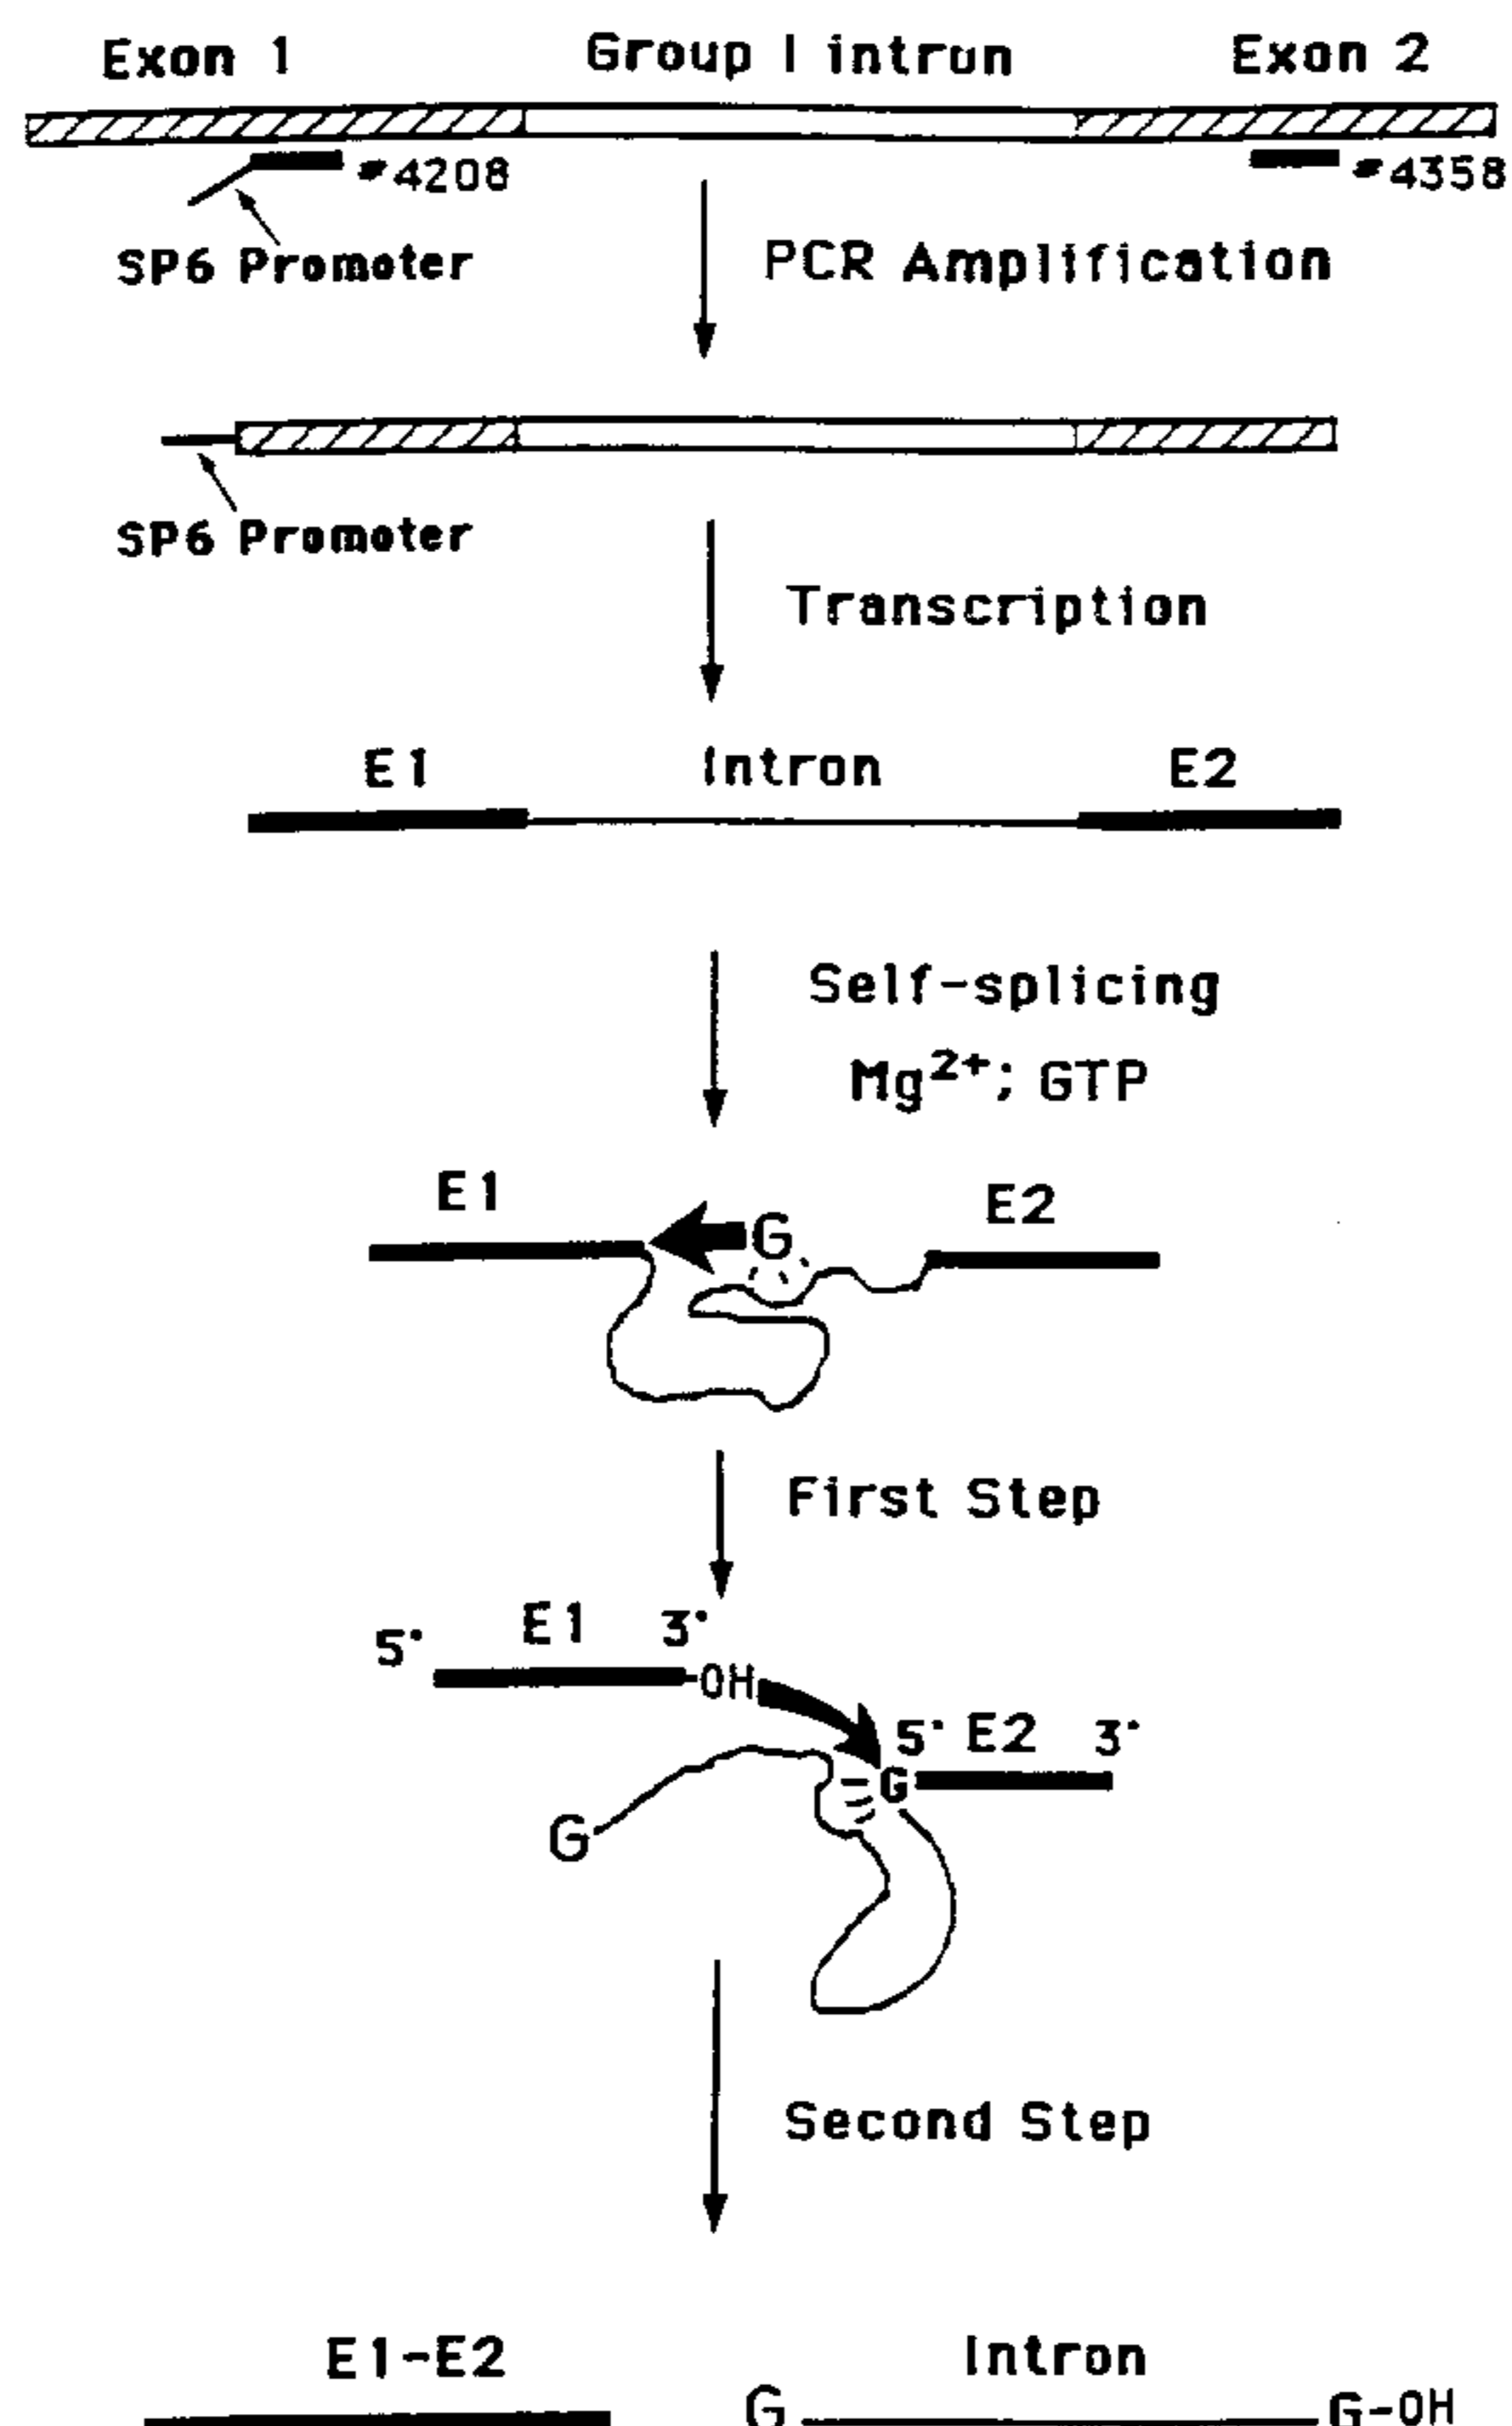 Exon 1 Group I intron Exon 2
#4208 #4358
SP6 Promoter PCR Amplification
SP6 Promoter
Transcription
E1 Intron E2
Self-splicing
Mg2+; GTP
E1 G E2
First Step
5' E1 3'
OH
5' E2 3'
G
G
Second Step
E1-E2 Intron
G G-OH